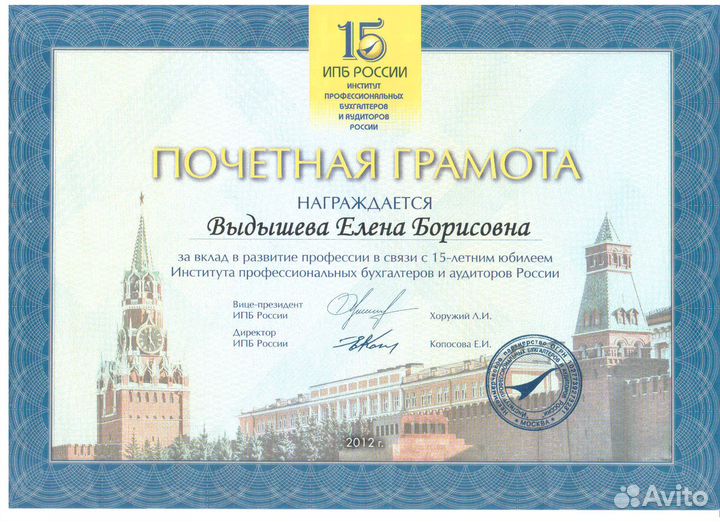 15
ИПБ РОССИИ
ИНСТИТУТ
ПРОФЕССИОНАЛЬНЫХ
БУХГАЛТЕРОВ
И АУДИТОРОВ
РОССИИ
ПОЧЕТНАЯ ГРАМОТА
НАГРАЖДАЕТСЯ
Выдышева Елена Борисовна
за вклад в развитие профессии в связи с 15-летним юбилеем
Института профессиональных бухгалтеров и аудиторов России
Вице-президент
ИПБ России
Хоружий Л.И.
Директор
ИПБ России
Копосова Е.И.
МОСКВА
2012 г.
Avito